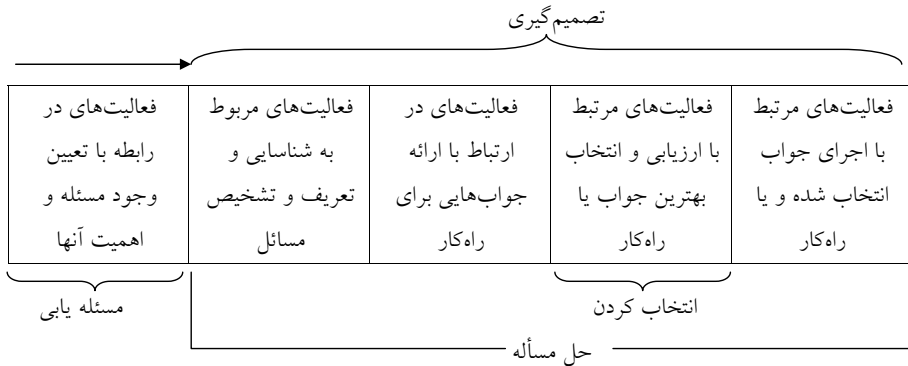 تصمیم‌گیری
فعالیت‌های در
رابطه با تعیین
وجود مسئله و
اهمیت آنها
فعالیت‌های مربوط
به شناسایی و
تعریف و تشخیص
مسائل
فعالیت‌های در
ارتباط با ارائه
جواب‌هایی برای
راه‌کار
فعالیت‌های مرتبط
با ارزیابی و انتخاب
بهترین جواب یا
راه‌کار
فعالیت‌های مرتبط
با اجرای جواب
انتخاب شده و یا
راه‌کار
مسئله یابی
انتخاب کردن
حل مسأله